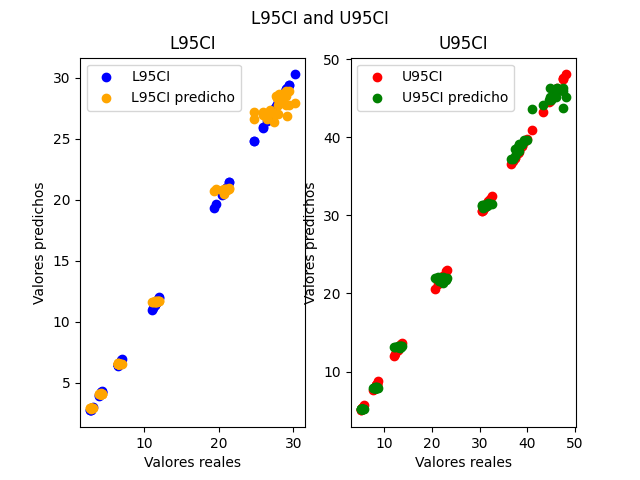 L95CI and U95CI
L95CI
L95CI
L95CI predicho
Valores predichos
30
25
20
15
10
5
10
20
30
Valores reales
U95CI
U95CI
U95CI predicho
Valores predichos
50
40
30
20
10
10
20
30
40
50
Valores reales